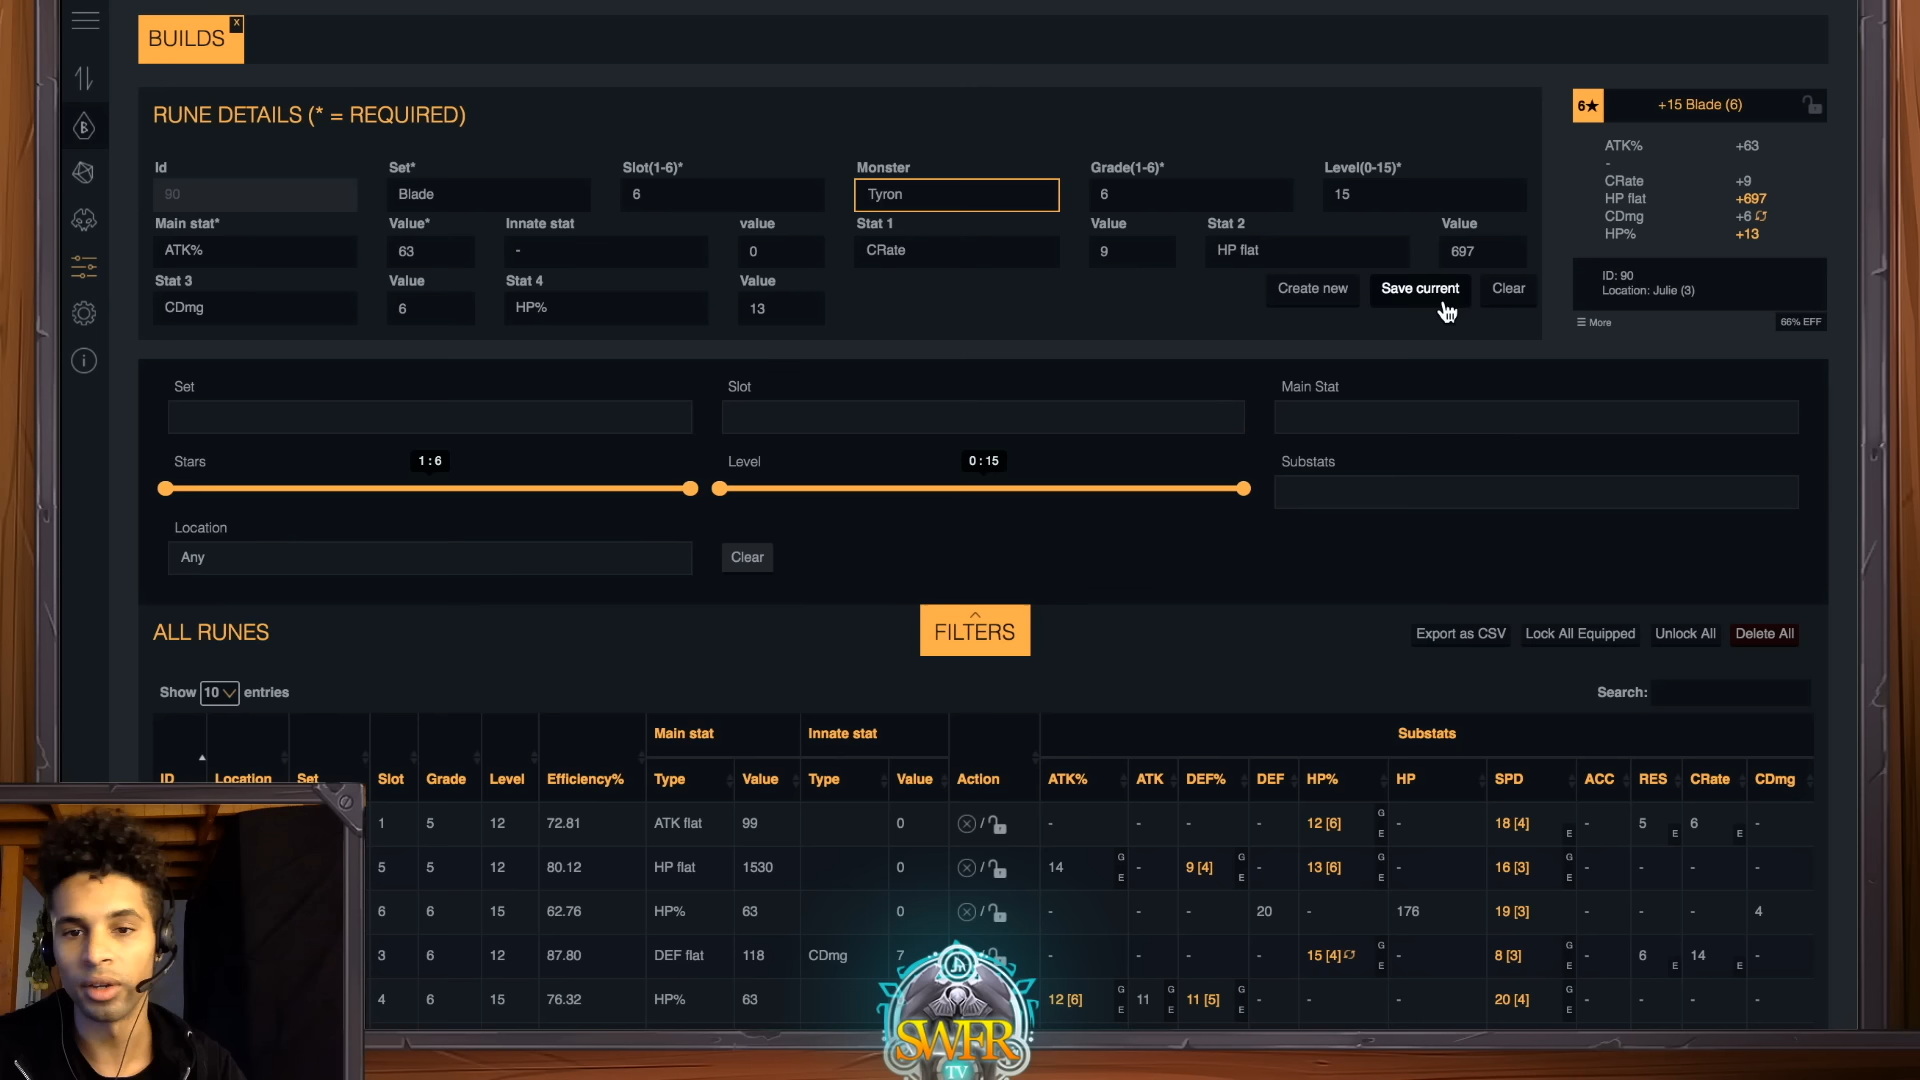 BUILDS
x
RUNE DETAILS (* = REQUIRED)
Id
Set*
Slot(1-6)*
Monster
Grade(1-6)*
Level(0-15)*
90
Blade
6
Tyron
6
15
Main stat*
Value*
Innate stat
value
Stat 1
Value
Stat 2
Value
ATK%
63
-
0
CRate
9
HP flat
697
Stat 3
Value
Stat 4
Value
CDmg
6
HP%
13
Create new
Save current
Clear
6★
+15 Blade (6)
ATK% +63
-
CRate +9
HP flat +697
CDmg +6
HP% +13
ID: 90
Location: Julie (3)
More
66% EFF
Set
Slot
Main Stat
Stars
1 : 6
Level
0 : 15
Substats
Location
Any
Clear
ALL RUNES
FILTERS
Export as CSV
Lock All Equipped
Unlock All
Delete All
Show 10 entries
Search:
Main stat
Innate stat
Substats
ID Location Set Slot Grade Level Efficiency% Type Value Type Value Action ATK% ATK DEF% DEF HP% HP SPD ACC RES CRate CDmg
1 5 12 72.81 ATK flat 99 0 / - - - - 12 [6] G E - 18 [4] E - 5 E 6 E -
5 5 12 80.12 HP flat 1530 0 / 14 G E - 9 [4] G E - 13 [6] G E - 16 [3] G E - - - -
6 6 15 62.76 HP% 63 0 / - - - 20 - 176 19 [3] - - - 4
3 6 12 87.80 DEF flat 118 CDmg 7 - - - - 15 [4] G E - 8 [3] G E - 6 E 14 E -
4 6 15 76.32 HP% 63 12 [6] G E 11 G E 11 [5] G E - - - 20 [4] G E - - - -
SWFR
TV